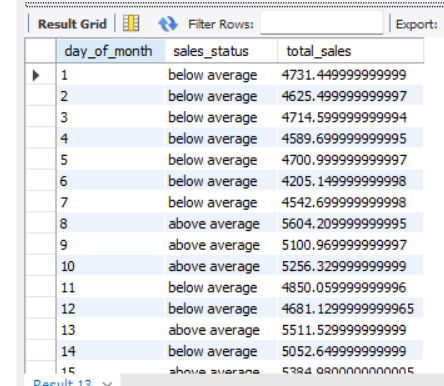 Result Grid Filter Rows: Export:
day_of_month sales_status total_sales
1 below average 4731.449999999999
2 below average 4625.499999999997
3 below average 4714.599999999994
4 below average 4589.699999999995
5 below average 4700.999999999997
6 below average 4205.149999999998
7 below average 4542.699999999998
8 above average 5604.209999999995
9 above average 5100.969999999997
10 above average 5256.329999999999
11 below average 4850.059999999996
12 below average 4681.1299999999965
13 above average 5511.529999999999
14 below average 5052.649999999999
15 above average 5384.9800000000005
Result 13